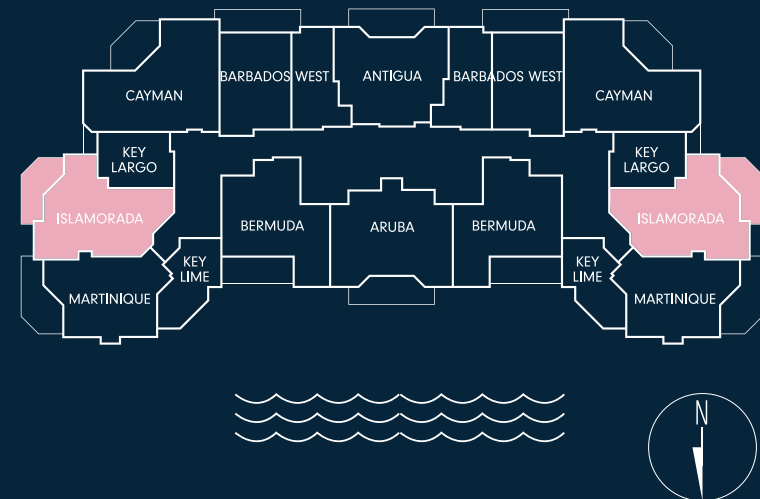 CAYMAN
BARBADOS WEST
ANTIGUA
BARBADOS WEST
CAYMAN
KEY
LARGO
KEY
LARGO
ISLAMORADA
BERMUDA
ARUBA
BERMUDA
ISLAMORADA
KEY
LIME
KEY
LIME
MARTINIQUE
MARTINIQUE
N